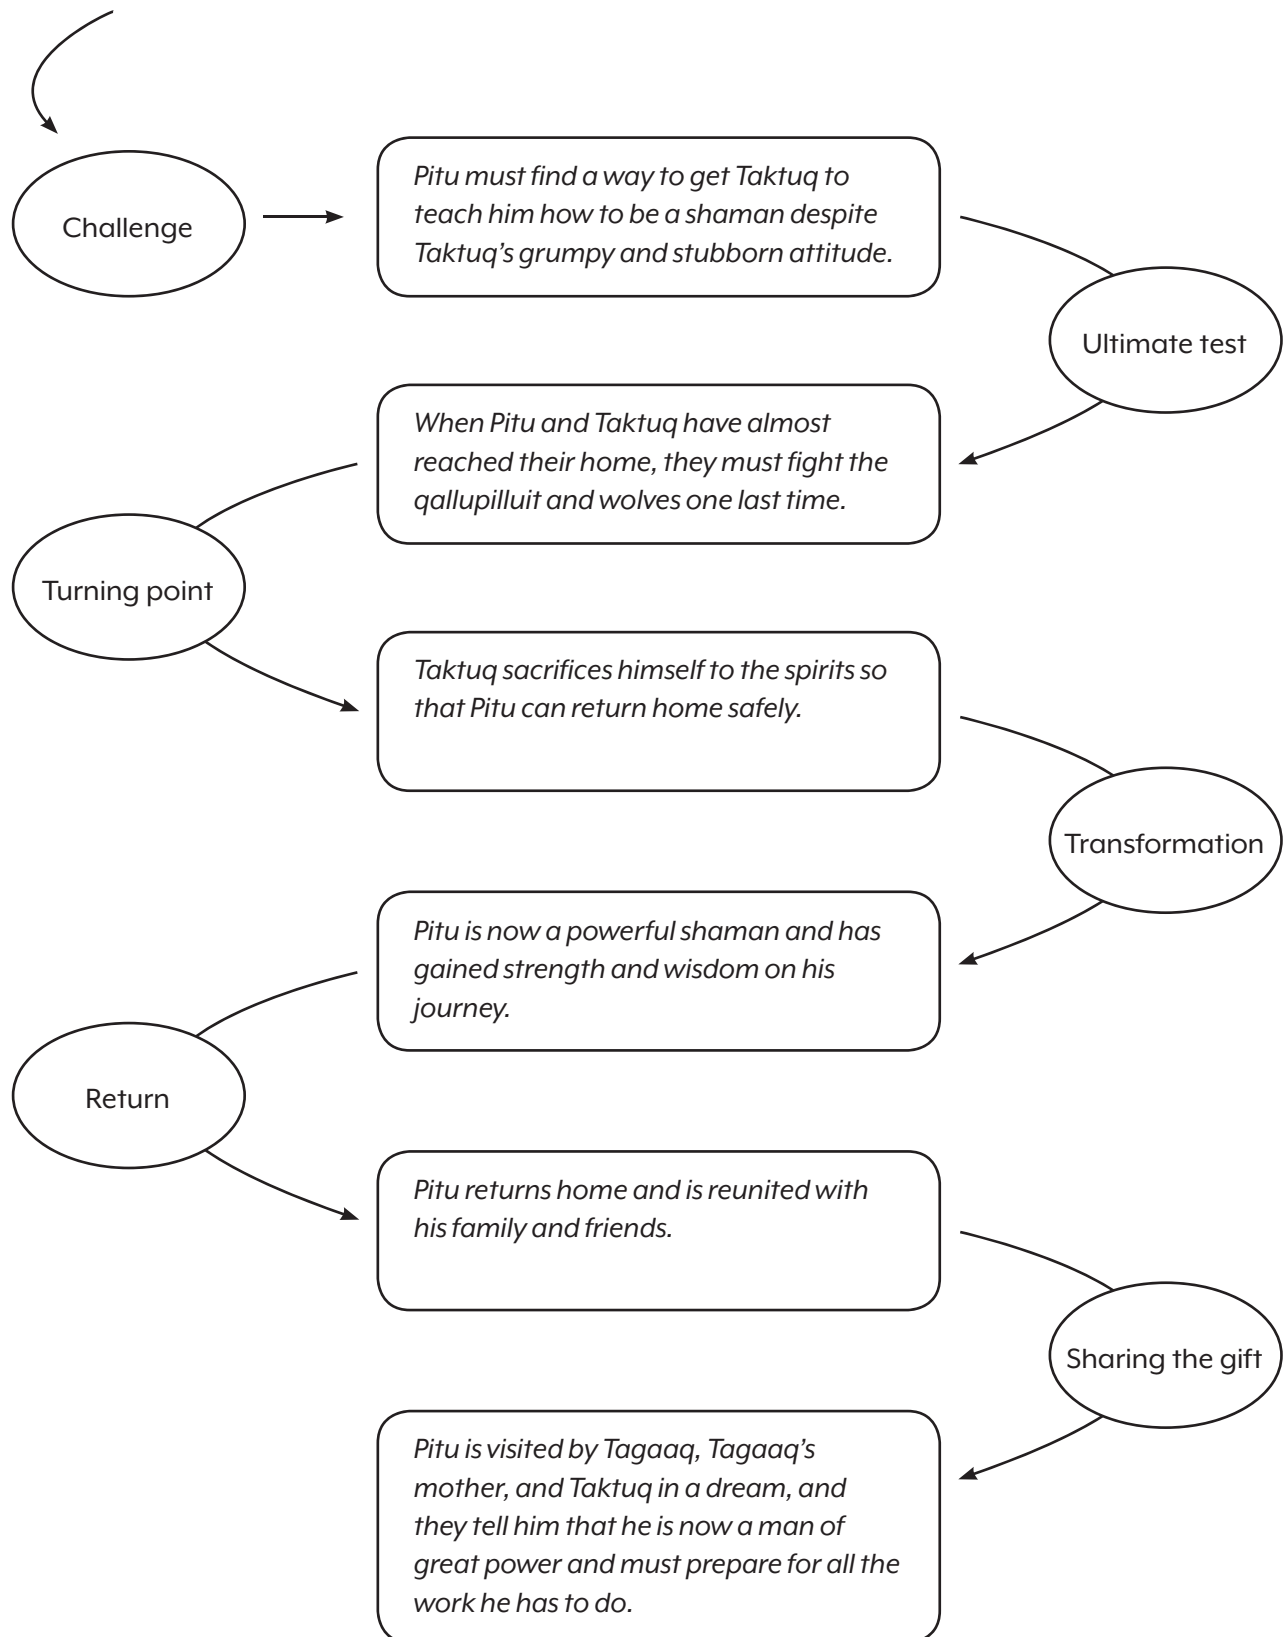 Challenge
Pitu must find a way to get Taktuq to
teach him how to be a shaman despite
Taktuq’s grumpy and stubborn attitude.
Ultimate test
When Pitu and Taktuq have almost
reached their home, they must fight the
qallupilluit and wolves one last time.
Turning point
Taktuq sacrifices himself to the spirits so
that Pitu can return home safely.
Transformation
Pitu is now a powerful shaman and has
gained strength and wisdom on his
journey.
Return
Pitu returns home and is reunited with
his family and friends.
Sharing the gift
Pitu is visited by Tagaaq, Tagaaq’s
mother, and Taktuq in a dream, and
they tell him that he is now a man of
great power and must prepare for all the
work he has to do.